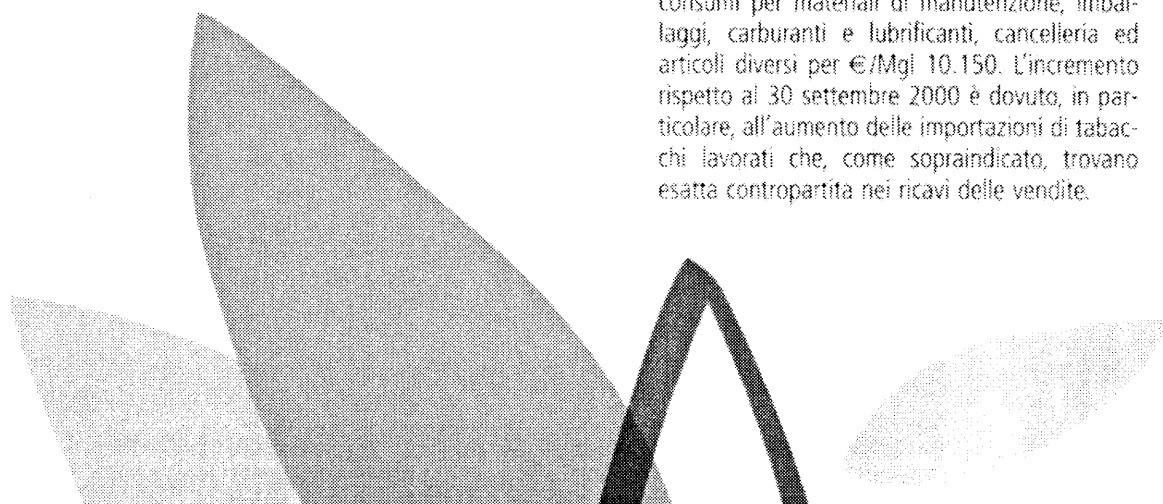 consumi per materiali di manutenzione, imbal-
laggi, carburanti e lubrificanti, cancelleria ed
articoli diversi per €/Mgl 10.150. L'incremento
rispetto al 30 settembre 2000 è dovuto, in par-
ticolare, all'aumento delle importazioni di tabac-
chi lavorati che, come sopraindicato, trovano
esatta contropartita nei ricavi delle vendite.